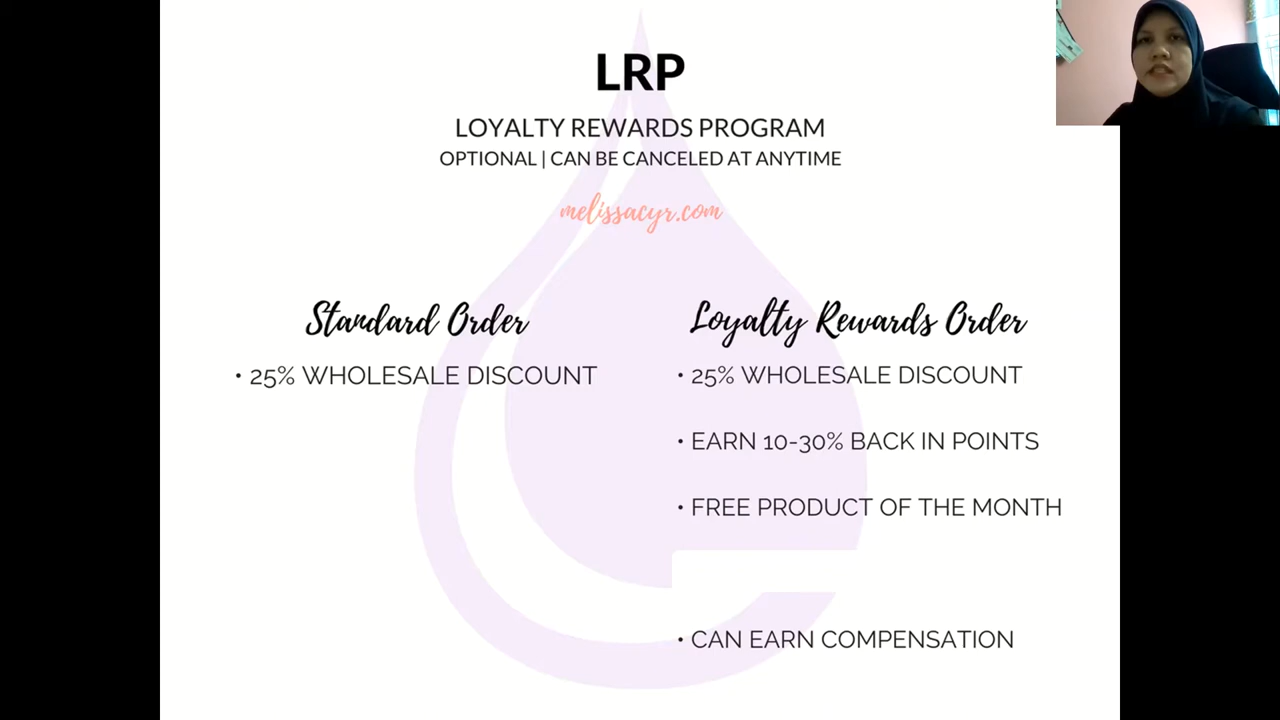 LRP
LOYALTY REWARDS PROGRAM
OPTIONAL | CAN BE CANCELED AT ANYTIME
melissacyr.com
Standard Order
• 25% WHOLESALE DISCOUNT
Loyalty Rewards Order
• 25% WHOLESALE DISCOUNT
• EARN 10-30% BACK IN POINTS
• FREE PRODUCT OF THE MONTH
• CAN EARN COMPENSATION